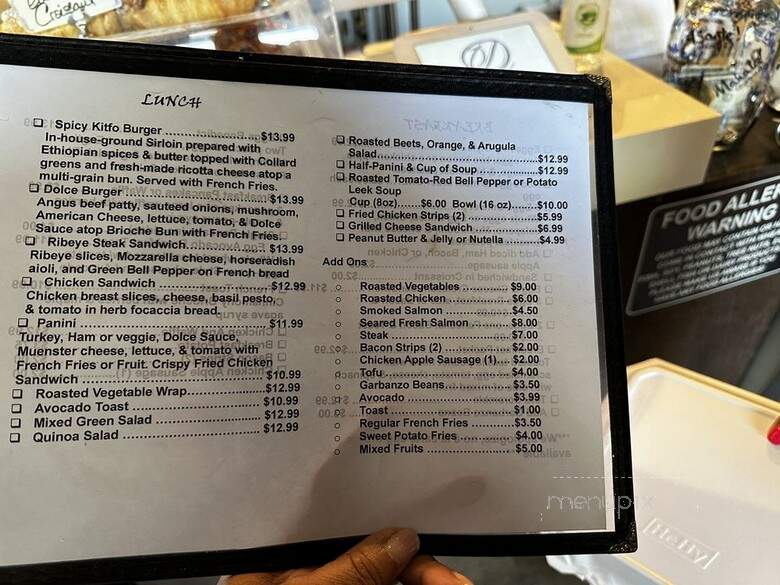 LUNCH
❑ Spicy Kitfo Burger ........................ $13.99
In-house-ground Sirloin prepared with
Ethiopian spices & butter topped with Collard
greens and fresh-made ricotta cheese atop a
multi-grain bun. Served with French Fries.
❑ Dolce Burger ........................ $13.99
Angus beef patty, sauteed onions, mushroom,
American Cheese, lettuce, tomato, & Dolce
Sauce atop Brioche Bun with French Fries.
❑ Ribeye Steak Sandwich ........................ $13.99
Ribeye slices, Mozzarella cheese, horseradish
aioli, and Green Bell Pepper on French bread
❑ Chicken Sandwich ........................ $12.99
Chicken breast slices, cheese, basil pesto,
& tomato in herb focaccia bread.
❑ Panini ........................ $11.99
Turkey, Ham or veggie, Dolce Sauce,
Muenster cheese, lettuce, & tomato with
French Fries or Fruit. Crispy Fried Chicken
Sandwich ........................ $10.99
❑ Roasted Vegetable Wrap ........................ $12.99
❑ Avocado Toast ........................ $10.99
❑ Mixed Green Salad ........................ $12.99
❑ Quinoa Salad ........................ $12.99
❑ Roasted Beets, Orange, & Arugula
Salad ........................ $12.99
❑ Half-Panini & Cup of Soup ........................ $12.99
❑ Roasted Tomato-Red Bell Pepper or Potato
Leek Soup
Cup (8oz).......$6.00 Bowl (16 oz)........$10.00
❑ Fried Chicken Strips (2) ........................ $5.99
❑ Grilled Cheese Sandwich ........................ $6.99
❑ Peanut Butter & Jelly or Nutella ........................ $4.99
Add Ons
o Roasted Vegetables ............ $9.00
o Roasted Chicken ............ $6.00
o Smoked Salmon ............ $4.50
o Seared Fresh Salmon ............ $8.00
o Steak ............ $7.00
o Bacon Strips (2) ............ $2.00
o Chicken Apple Sausage (1).... $2.00
o Tofu ............ $4.00
o Garbanzo Beans ............ $3.50
o Avocado ............ $3.99
o Toast ............ $1.00
o Regular French Fries ............ $3.50
o Sweet Potato Fries ............ $4.00
o Mixed Fruits ............ $5.00
FOOD ALLE
WARNING
menupix
Hefty